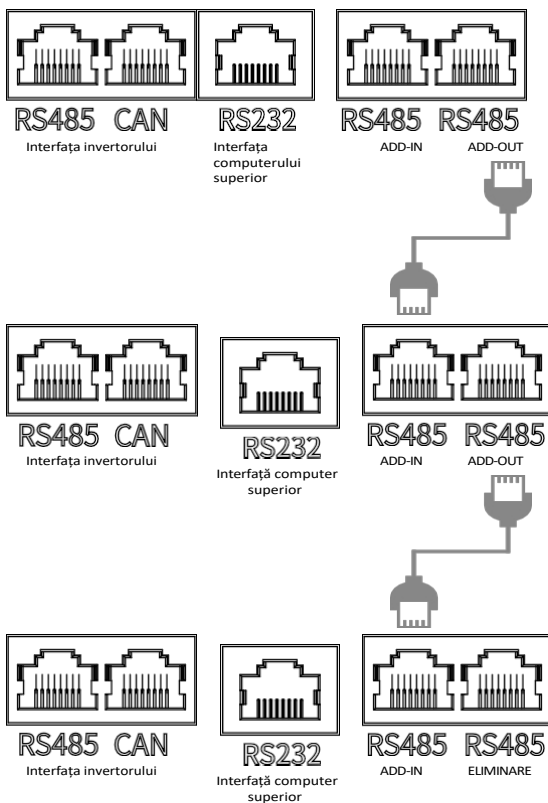 RS485 CAN RS232 RS485 RS485
Interfața invertorului
Interfața
computerului
superior
ADD-IN ADD-OUT
RS485 CAN RS232 RS485 RS485
Interfața invertorului
Interfață computer
superior
ADD-IN ADD-OUT
RS485 CAN RS232 RS485 RS485
Interfața invertorului
Interfață computer
superior
ADD-IN ELIMINARE